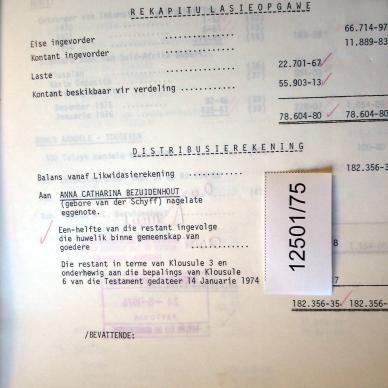 REKAPITULASIEOPGAWE
Eise ingevorder ............ 66.714-97
Kontant ingevorder ............ 11.889-83
Laste ............ 22.701-67
Kontant beskikbaar vir verdeling .... 55.903-13
78.604-80 78.604-80
DISTRIBUSIEREKENING
Balans vanaf Likwidasierekening ........ 182.356-3
Aan ANNA CATHARINA BEZUIDENHOUT
(gebore van der Schyff) nagelate
eggenote.
Een-helfte van die restant ingevolge
die huwelik binne gemeenskap van
goedere ............
Die restant in terme van Klousule 3 en
onderhewig aan die bepalings van Klousule
6 van die Testament gedateer 14 Januarie 1974
12501/75
182.356-35 182.356-
/BEVATTENDE: